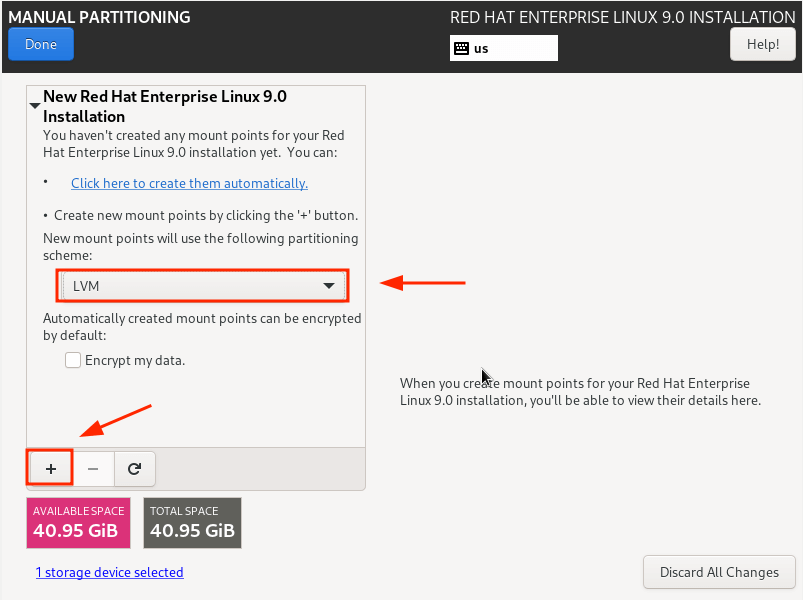 MANUAL PARTITIONING
RED HAT ENTERPRISE LINUX 9.0 INSTALLATION
Done
us
Help!
New Red Hat Enterprise Linux 9.0
Installation
You haven't created any mount points for your Red
Hat Enterprise Linux 9.0 installation yet. You can:
• Click here to create them automatically.
• Create new mount points by clicking the '+' button.
New mount points will use the following partitioning
scheme:
LVM
Automatically created mount points can be encrypted
by default:
Encrypt my data.
When you create mount points for your Red Hat Enterprise
Linux 9.0 installation, you'll be able to view their details here.
+ −
AVAILABLE SPACE
40.95 GiB
TOTAL SPACE
40.95 GiB
1 storage device selected
Discard All Changes